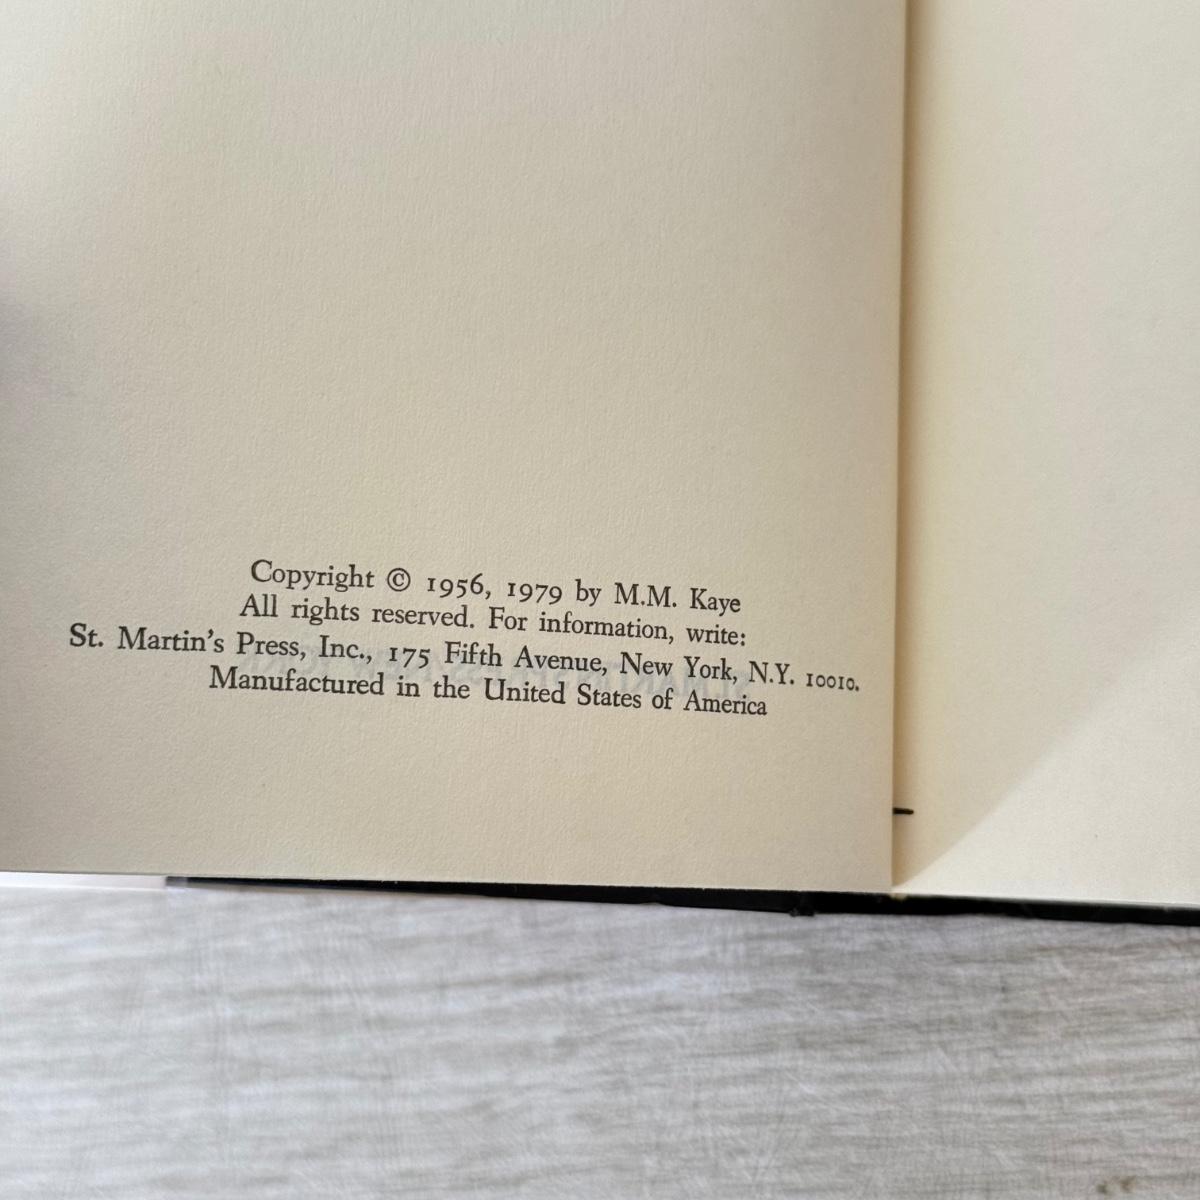 Copyright © 1956, 1979 by M.M. Kaye
All rights reserved. For information, write:
St. Martin's Press, Inc., 175 Fifth Avenue, New York, N.Y. 10010.
Manufactured in the United States of America